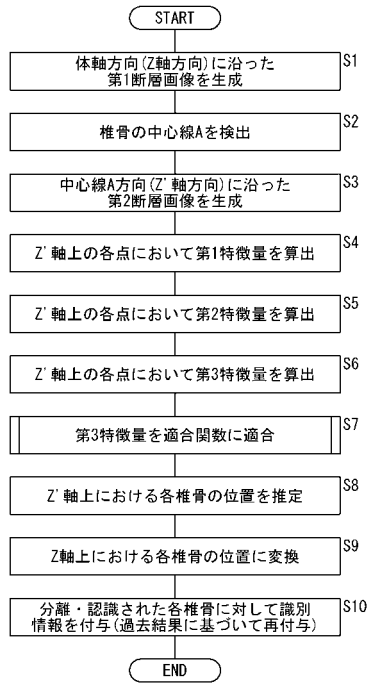 START
体軸方向(Z軸方向)に沿った
第1断層画像を生成
S1
椎骨の中心線Aを検出
S2
中心線A方向(Z'軸方向)に沿った
第2断層画像を生成
S3
Z'軸上の各点において第1特徴量を算出
S4
Z'軸上の各点において第2特徴量を算出
S5
Z'軸上の各点において第3特徴量を算出
S6
第3特徴量を適合関数に適合
S7
Z'軸上における各椎骨の位置を推定
S8
Z軸上における各椎骨の位置に変換
S9
分離・認識された各椎骨に対して識別
情報を付与(過去結果に基づいて再付与)
S10
END